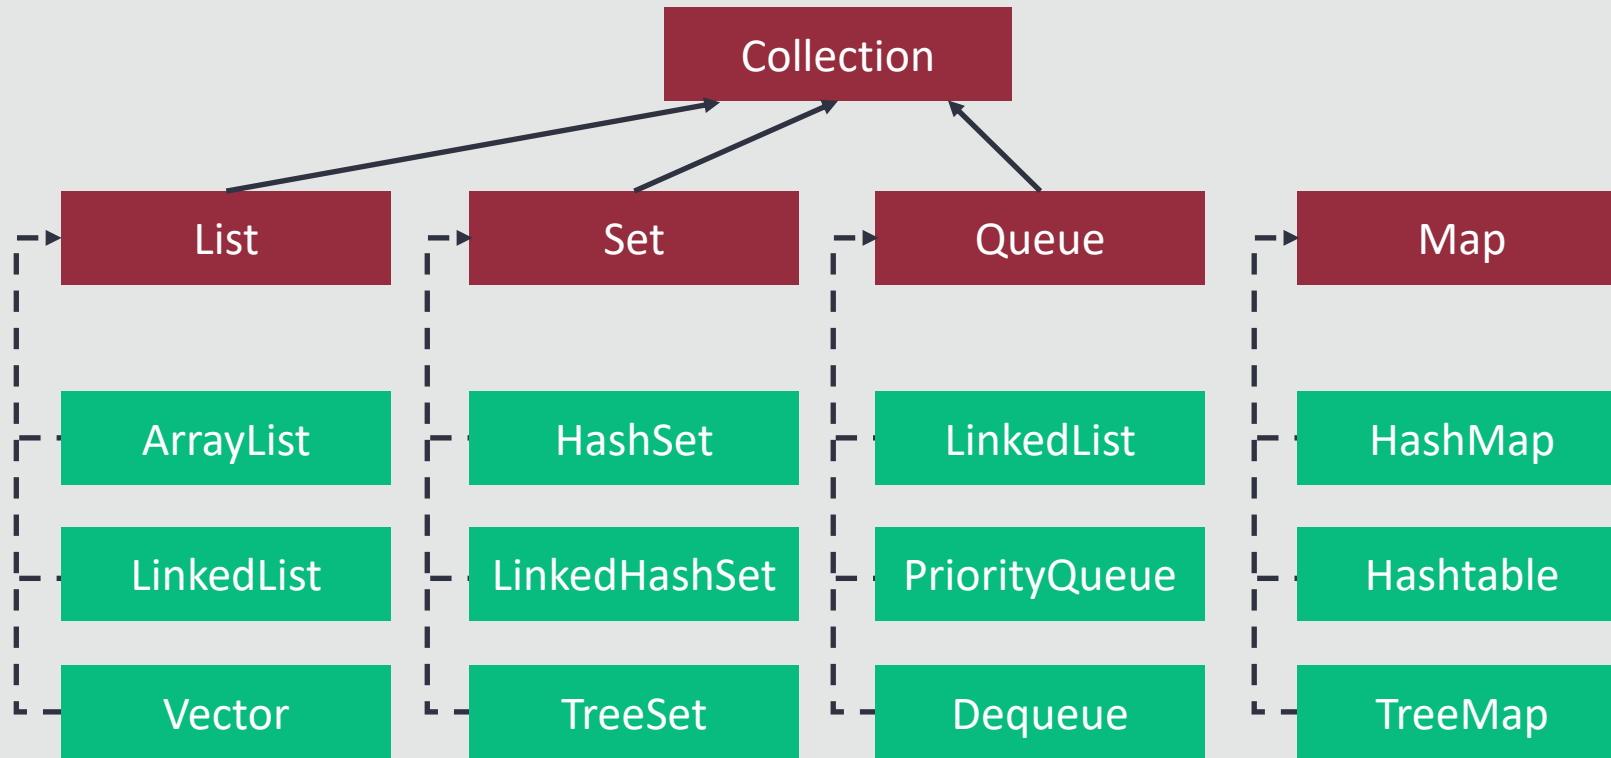 Collection
List
Set
Queue
Map
ArrayList
HashSet
LinkedList
HashMap
LinkedList
LinkedHashSet
PriorityQueue
Hashtable
Vector
TreeSet
Dequeue
TreeMap